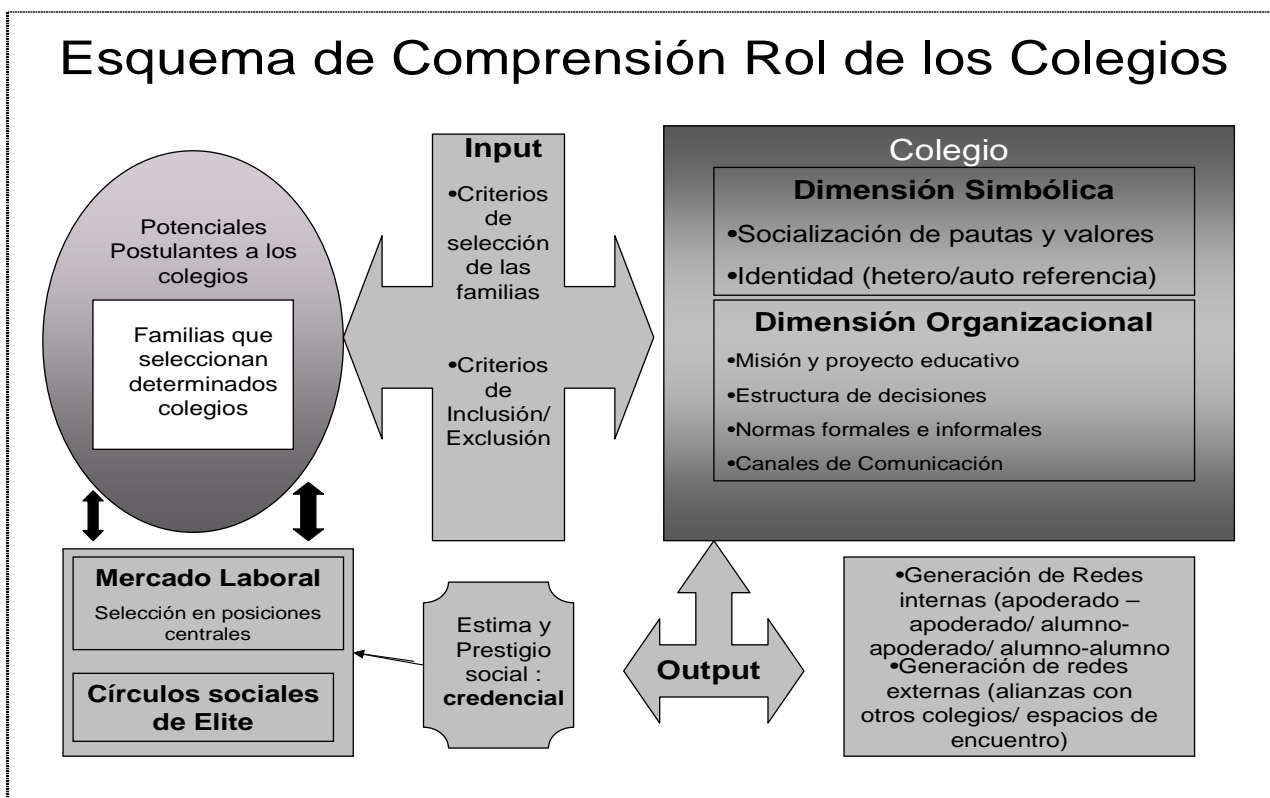 Esquema de Comprensión Rol de los Colegios
Potenciales
Postulantes a los
colegios
Familias que
seleccionan
determinados
colegios
Input
•Criterios
de
selección
de las
familias
•Criterios
de
Inclusión/
Exclusión
Colegio
Dimensión Simbólica
•Socialización de pautas y valores
•Identidad (hetero/auto referencia)
Dimensión Organizacional
•Misión y proyecto educativo
•Estructura de decisiones
•Normas formales e informales
•Canales de Comunicación
Mercado Laboral
Selección en posiciones
centrales
Círculos sociales
de Elite
Estima y
Prestigio
social :
credencial
Output
•Generación de Redes
internas (apoderado –
apoderado/ alumno-
apoderado/ alumno-alumno
•Generación de redes
externas (alianzas con
otros colegios/ espacios de
encuentro)